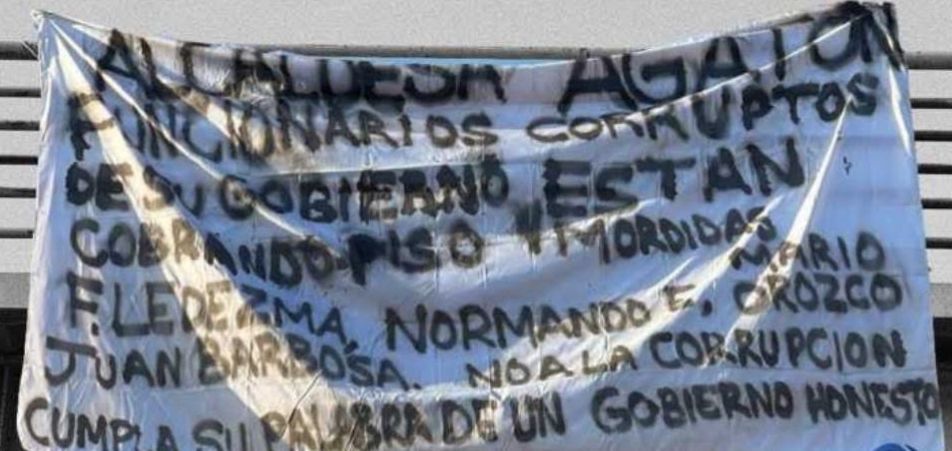 ALCALDESA AGATON
FUNCIONARIOS CORRUPTOS
DE SU GOBIERNO ESTAN
COBRANDO PISO Y MORDIDAS MARIO
F. LEDEZMA, NORMANDO E. OROZCO
JUAN BARBOSA. NO A LA CORRUPCION
CUMPLA SU PALABRA DE UN GOBIERNO HONESTO